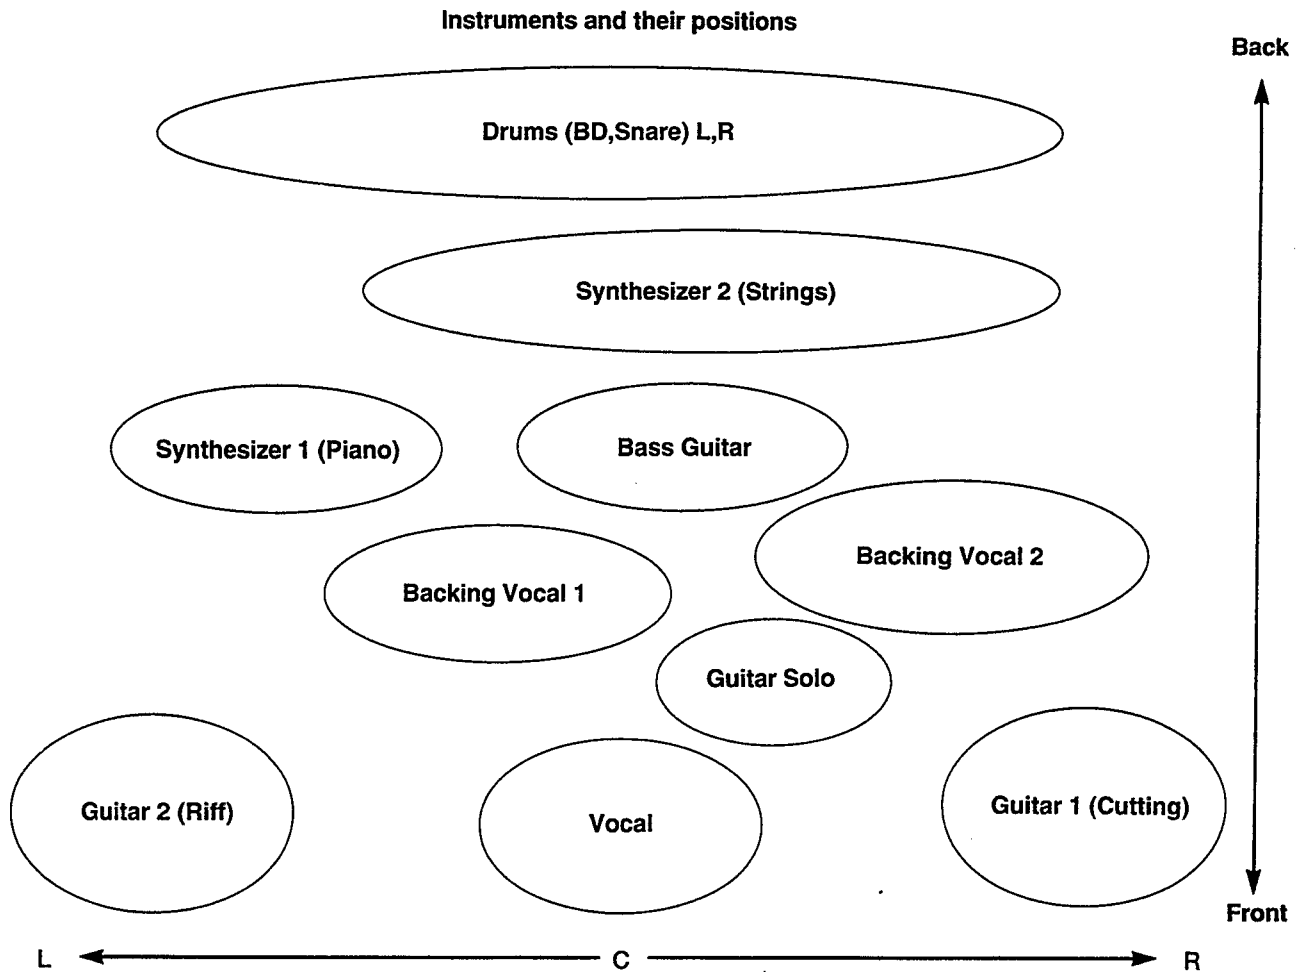 Instruments and their positions
Back
Drums (BD,Snare) L,R
Synthesizer 2 (Strings)
Synthesizer 1 (Piano)
Bass Guitar
Backing Vocal 2
Backing Vocal 1
Guitar Solo
Guitar 2 (Riff)
Vocal
Guitar 1 (Cutting)
Front
L
C
R